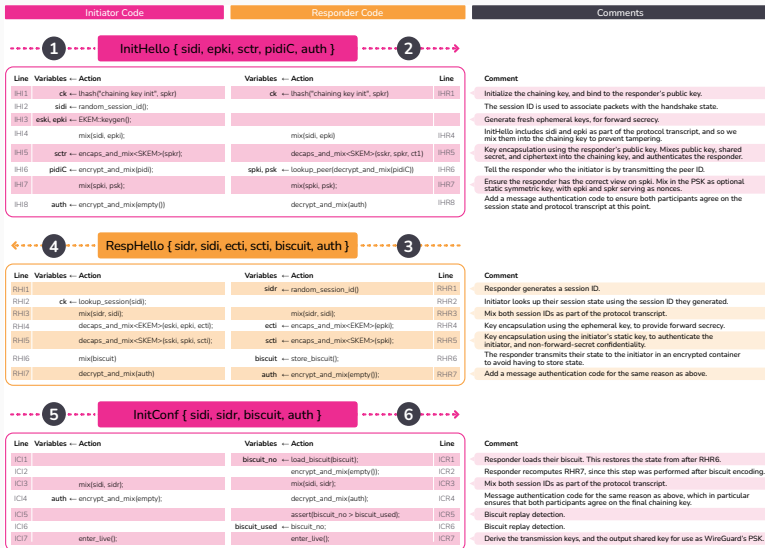 Initiator Code Responder Code Comments
1 InitHello { sidi, epki, sctr, pidiC, auth } 2
Line Variables ← Action Variables ← Action Line Comment
IHI1 ck ← lhash("chaining key init", spkr) ck ← lhash("chaining key init", spkr) IHR1 Initialize the chaining key, and bind to the responder's public key.
IHI2 sidi ← random_session_id(); The session ID is used to associate packets with the handshake state.
IHI3 eski, epki ← EKEM::keygen(); Generate fresh ephemeral keys, for forward secrecy.
IHI4 mix(sidi, epki); mix(sidi, epki) IHR4 InitHello includes sidi and epki as part of the protocol transcript, and so we
mix them into the chaining key to prevent tampering.
IHI5 sctr ← encaps_and_mix<SKEM>(spkr); decaps_and_mix<SKEM>(sskr, spkr, ct1) IHR5 Key encapsulation using the responder's public key. Mixes public key, shared
secret, and ciphertext into the chaining key, and authenticates the responder.
IHI6 pidiC ← encrypt_and_mix(pidi); spki, psk ← lookup_peer(decrypt_and_mix(pidiC)) IHR6 Tell the responder who the initiator is by transmitting the peer ID.
IHI7 mix(spki, psk); mix(spki, psk); IHR7 Ensure the responder has the correct view on spki. Mix in the PSK as optional
static symmetric key, with epki and spkr serving as nonces.
IHI8 auth ← encrypt_and_mix(empty()) decrypt_and_mix(auth) IHR8 Add a message authentication code to ensure both participants agree on the
session state and protocol transcript at this point.
4 RespHello { sidr, sidi, ecti, scti, biscuit, auth } 3
Line Variables ← Action Variables ← Action Line Comment
RHI1 sidr ← random_session_id() RHR1 Responder generates a session ID.
RHI2 ck ← lookup_session(sidi); RHR2 Initiator looks up their session state using the session ID they generated.
RHI3 mix(sidr, sidi); mix(sidr, sidi); RHR3 Mix both session IDs as part of the protocol transcript.
RHI4 decaps_and_mix<EKEM>(eski, epki, ecti); ecti ← encaps_and_mix<EKEM>(epki); RHR4 Key encapsulation using the ephemeral key, to provide forward secrecy.
RHI5 decaps_and_mix<SKEM>(sski, spki, scti); scti ← encaps_and_mix<SKEM>(spki); RHR5 Key encapsulation using the initiator's static key, to authenticate the
initiator, and non-forward-secret confidentiality.
RHI6 mix(biscuit) biscuit ← store_biscuit(); RHR6 The responder transmits their state to the initiator in an encrypted container
to avoid having to store state.
RHI7 decrypt_and_mix(auth) auth ← encrypt_and_mix(empty()); RHR7 Add a message authentication code for the same reason as above.
5 InitConf { sidi, sidr, biscuit, auth } 6
Line Variables ← Action Variables ← Action Line Comment
ICI1 biscuit_no ← load_biscuit(biscuit); ICR1 Responder loads their biscuit. This restores the state from after RHR6.
ICI2 encrypt_and_mix(empty()); ICR2 Responder recomputes RHR7, since this step was performed after biscuit encoding.
ICI3 mix(sidi, sidr); mix(sidi, sidr); ICR3 Mix both session IDs as part of the protocol transcript.
ICI4 auth ← encrypt_and_mix(empty); decrypt_and_mix(auth); ICR4 Message authentication code for the same reason as above, which in particular
ensures that both participants agree on the final chaining key.
ICI5 assert(biscuit_no > biscuit_used); ICR5 Biscuit replay detection.
ICI6 biscuit_used ← biscuit_no; ICR6 Biscuit replay detection.
ICI7 enter_live(); enter_live(); ICR7 Derive the transmission keys, and the output shared key for use as WireGuard's PSK.